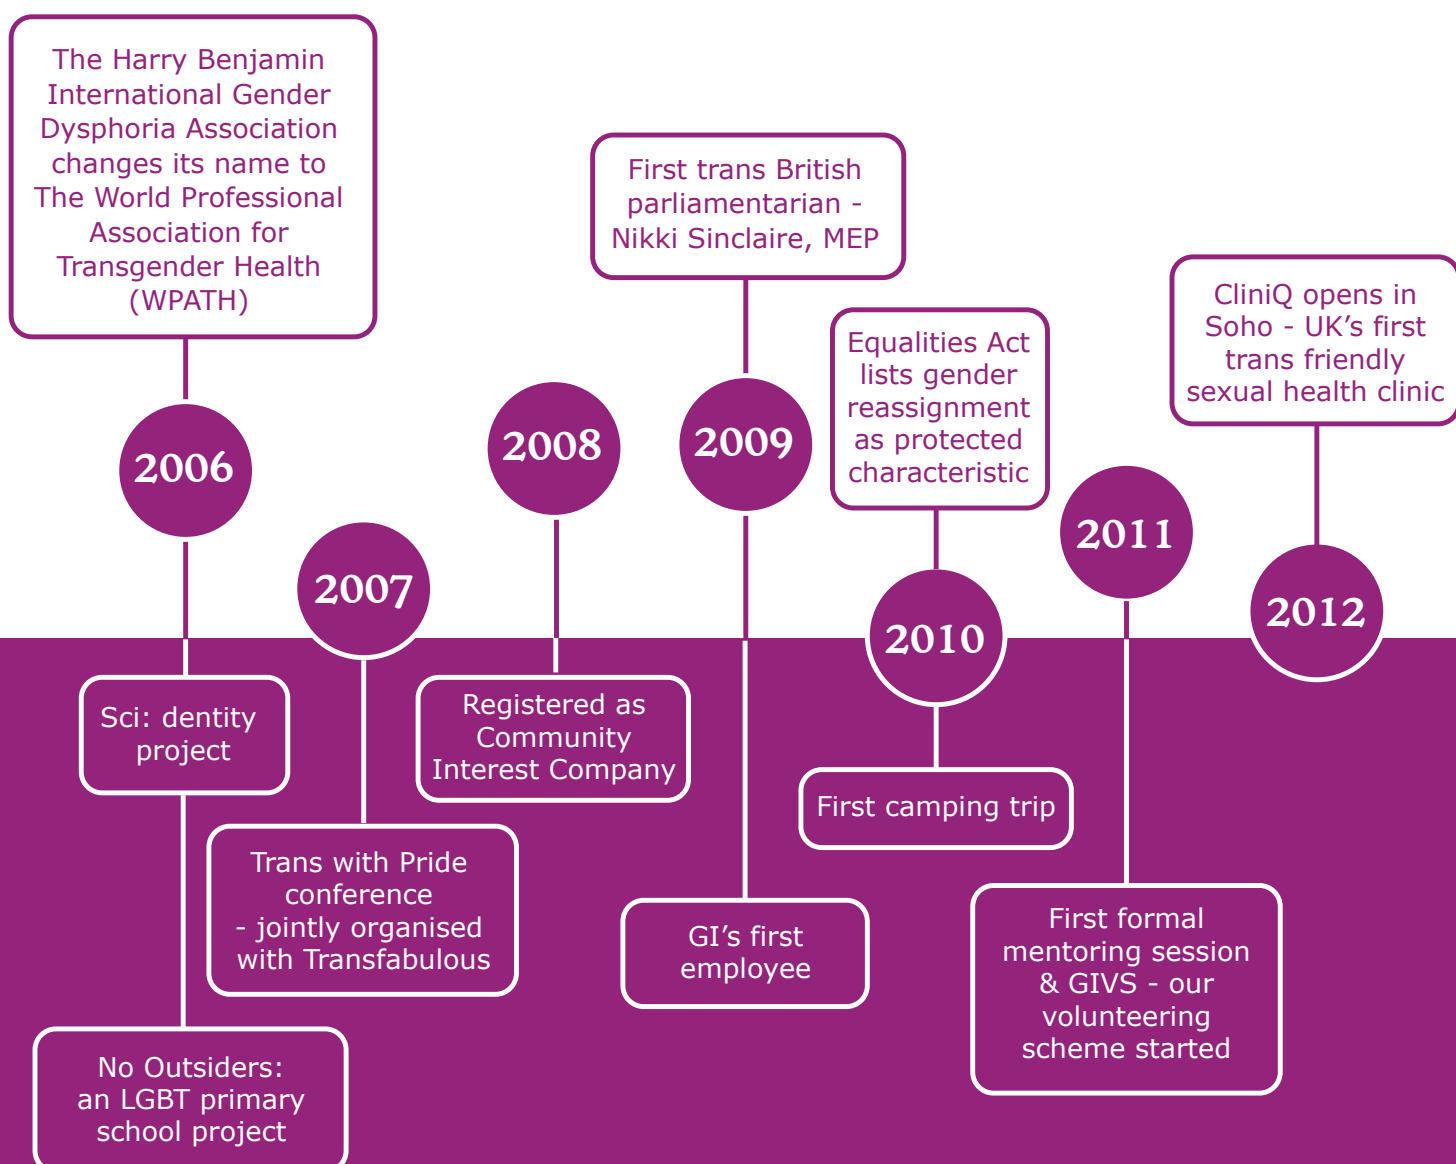 The Harry Benjamin
International Gender
Dysphoria Association
changes its name to
The World Professional
Association for
Transgender Health
(WPATH)
2006
Sci: dentity
project
No Outsiders:
an LGBT primary
school project
2007
Trans with Pride
conference
- jointly organised
with Transfabulous
2008
Registered as
Community
Interest Company
First trans British
parliamentarian -
Nikki Sinclaire, MEP
2009
GI’s first
employee
Equalities Act
lists gender
reassignment
as protected
characteristic
2010
First camping trip
2011
First formal
mentoring session
& GIVS - our
volunteering
scheme started
CliniQ opens in
Soho - UK’s first
trans friendly
sexual health clinic
2012